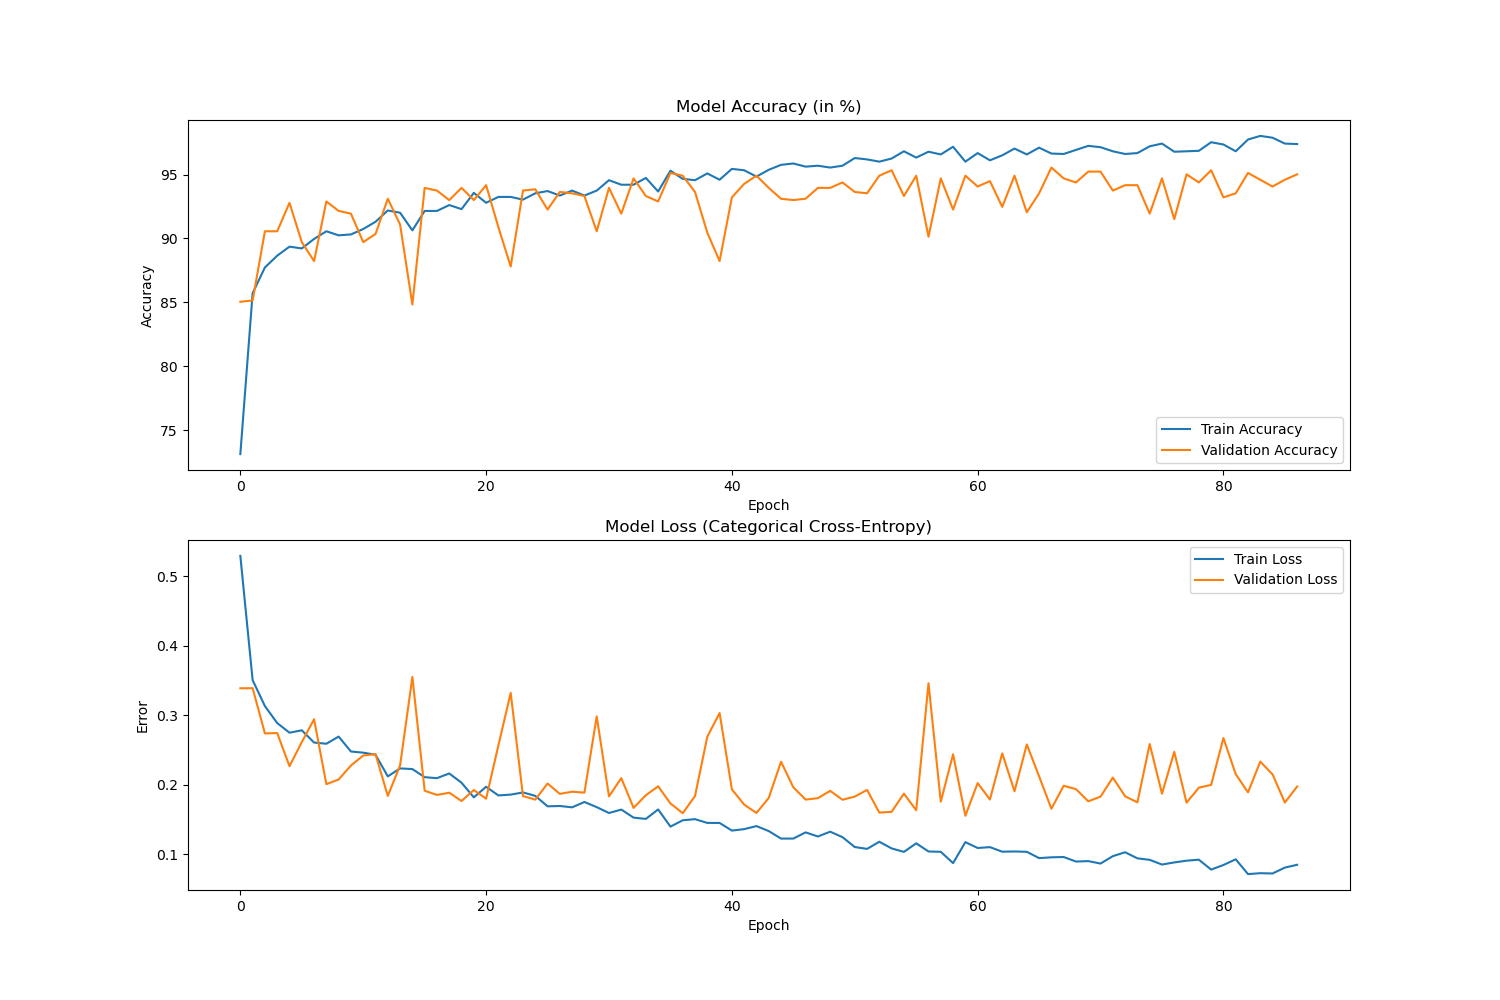 Model Accuracy (in %)
Accuracy
95
90
85
80
75
Train Accuracy
Validation Accuracy
0 20 40 60 80
Epoch
Model Loss (Categorical Cross-Entropy)
Error
0.5
0.4
0.3
0.2
0.1
Train Loss
Validation Loss
0 20 40 60 80
Epoch